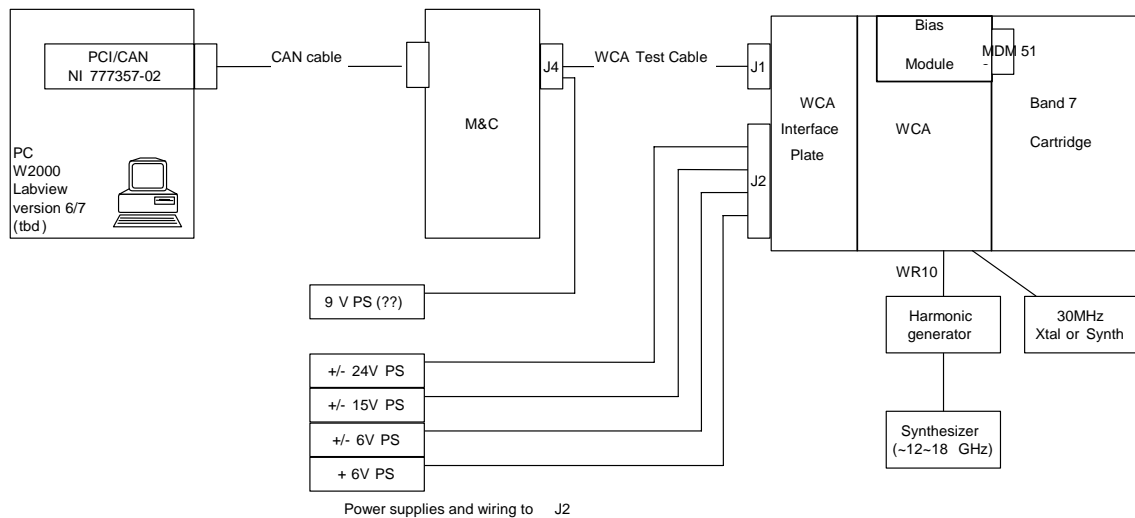 PCI/CAN
NI 777357-02
CAN cable
J4
WCA Test Cable
J1
Bias
Module
MDM 51
-
M&C
WCA
Interface
Plate
WCA
Band 7
Cartridge
PC
W2000
Labview
version 6/7
(tbd)
J2
9 V PS (??)
WR10
Harmonic
generator
30MHz
Xtal or Synth
+/- 24V PS
+/- 15V PS
+/- 6V PS
+ 6V PS
Synthesizer
(~12~18 GHz)
Power supplies and wiring to J2